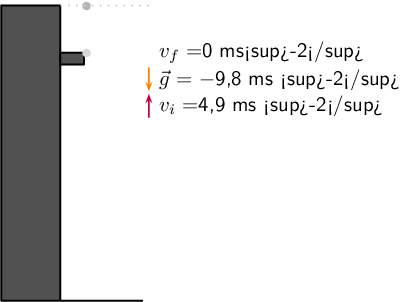 v_f =0 ms<sup>-2</sup>
g⃗ = −9,8 ms <sup>-2</sup>
v_i =4,9 ms <sup>-2</sup>